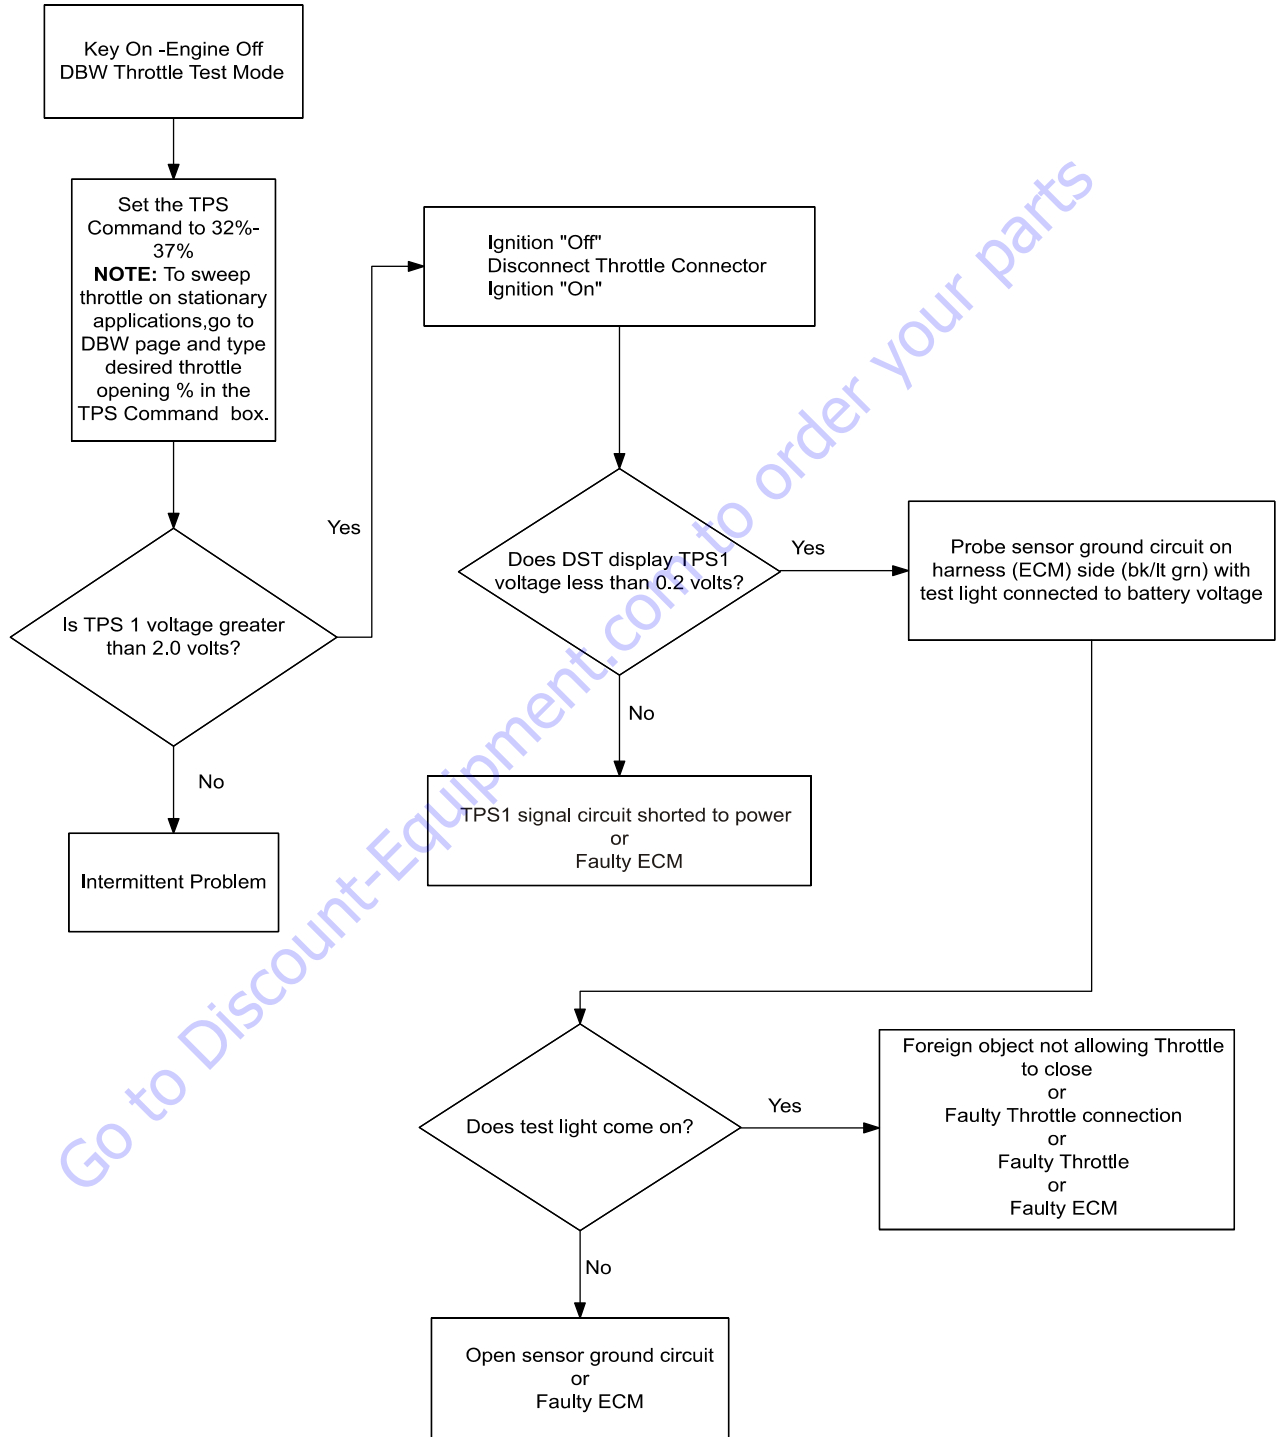 Key On -Engine Off
DBW Throttle Test Mode
Set the TPS
Command to 32%-
37%
NOTE: To sweep
throttle on stationary
applications,go to
DBW page and type
desired throttle
opening % in the
TPS Command box.
Is TPS 1 voltage greater
than 2.0 volts?
Yes
No
Intermittent Problem
Ignition "Off"
Disconnect Throttle Connector
Ignition "On"
Does DST display TPS1
voltage less than 0.2 volts?
Yes
No
TPS1 signal circuit shorted to power
or
Faulty ECM
Probe sensor ground circuit on
harness (ECM) side (bk/lt grn) with
test light connected to battery voltage
Does test light come on?
Yes
No
Foreign object not allowing Throttle
to close
or
Faulty Throttle connection
or
Faulty Throttle
or
Faulty ECM
Open sensor ground circuit
or
Faulty ECM
Go to Discount-Equipment.com to order your parts